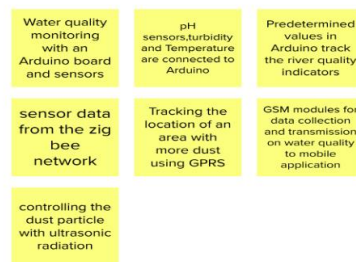 Water quality
monitoring
with an
Arduino board
and sensors
pH
sensors,turbidity
and Temperature
are connected to
Arduino
Predetermined
values in
Arduino track
the river quality
indicators
sensor data
from the zig
bee
network
Tracking the
location of an
area with
more dust
using GPRS
GSM modules for
data collection
and transmission
on water quality
to mobile
application
controlling the
dust particle
with ultrasonic
radiation